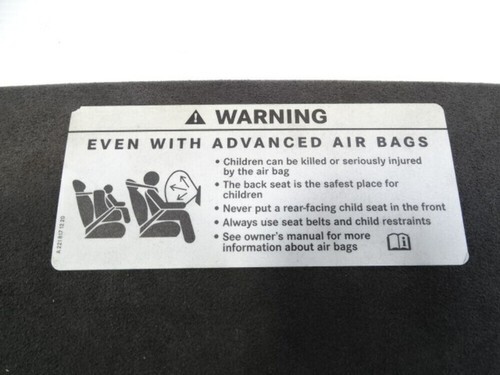 WARNING
EVEN WITH ADVANCED AIR BAGS
• Children can be killed or seriously injured
by the air bag
• The back seat is the safest place for
children
• Never put a rear-facing child seat in the front
• Always use seat belts and child restraints
• See owner's manual for more
information about air bags